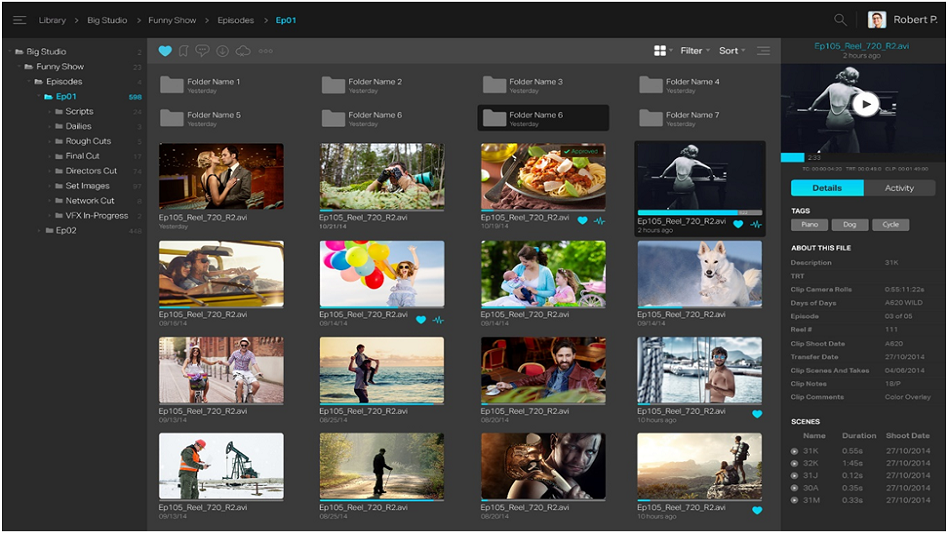 Library > Big Studio > Funny Show > Episodes > Ep01
Robert P.
Big Studio 2
Funny Show 23
Episodes 4
Ep01 598
Scripts
Dailies
Rough Cuts
Final Cut 17
Directors Cut 74
Set Images 97
Network Cut 6
VFX In-Progress 2
Ep02
Filter
Sort
Folder Name 1
Yesterday
Folder Name 2
Yesterday
Folder Name 3
Yesterday
Folder Name 4
Yesterday
Folder Name 5
Yesterday
Folder Name 6
Yesterday
Folder Name 6
Yesterday
Folder Name 7
Yesterday
Ep105_Reel_720_R2.avi
Yesterday
Ep105_Reel_720_R2.avi
10/21/14
Approved
Ep105_Reel_720_R2.avi
10/19/14
Ep105_Reel_720_R2.avi
2 hours ago
Ep105_Reel_720_R2.avi
09/16/14
Ep105_Reel_720_R2.avi
09/14/14
Ep105_Reel_720_R2.avi
09/14/14
Ep105_Reel_720_R2.avi
09/14/14
Ep105_Reel_720_R2.avi
09/13/14
Ep105_Reel_720_R2.avi
08/25/14
Ep105_Reel_720_R2.avi
08/20/14
Ep105_Reel_720_R2.avi
10 hours ago
Ep105_Reel_720_R2.avi
09/13/14
Ep105_Reel_720_R2.avi
08/25/14
Ep105_Reel_720_R2.avi
08/20/14
Ep105_Reel_720_R2.avi
10 hours ago
Ep105_Reel_720_R2.avi
2 hours ago
2:33
Details
Activity
TAGS
Piano
Dog
Cycle
ABOUT THIS FILE
Description 31K
TRT
Clip Camera Rolls 0:55:11:22s
Days of Days A620 WILD
Episode 03 of 05
Reel # 111
Clip Shoot Date A620
Transfer Date 27/10/2014
Clip Scenes And Takes 04/08/2014
Clip Notes 18/P
Clip Comments Color Overley
SCENES
Name Duration Shoot Date
31K 0.55s 27/10/2014
32K 1:45s 27/10/2014
31J 0.12s 27/10/2014
30A 0.35s 27/10/2014
31M 0.33s 27/10/2014